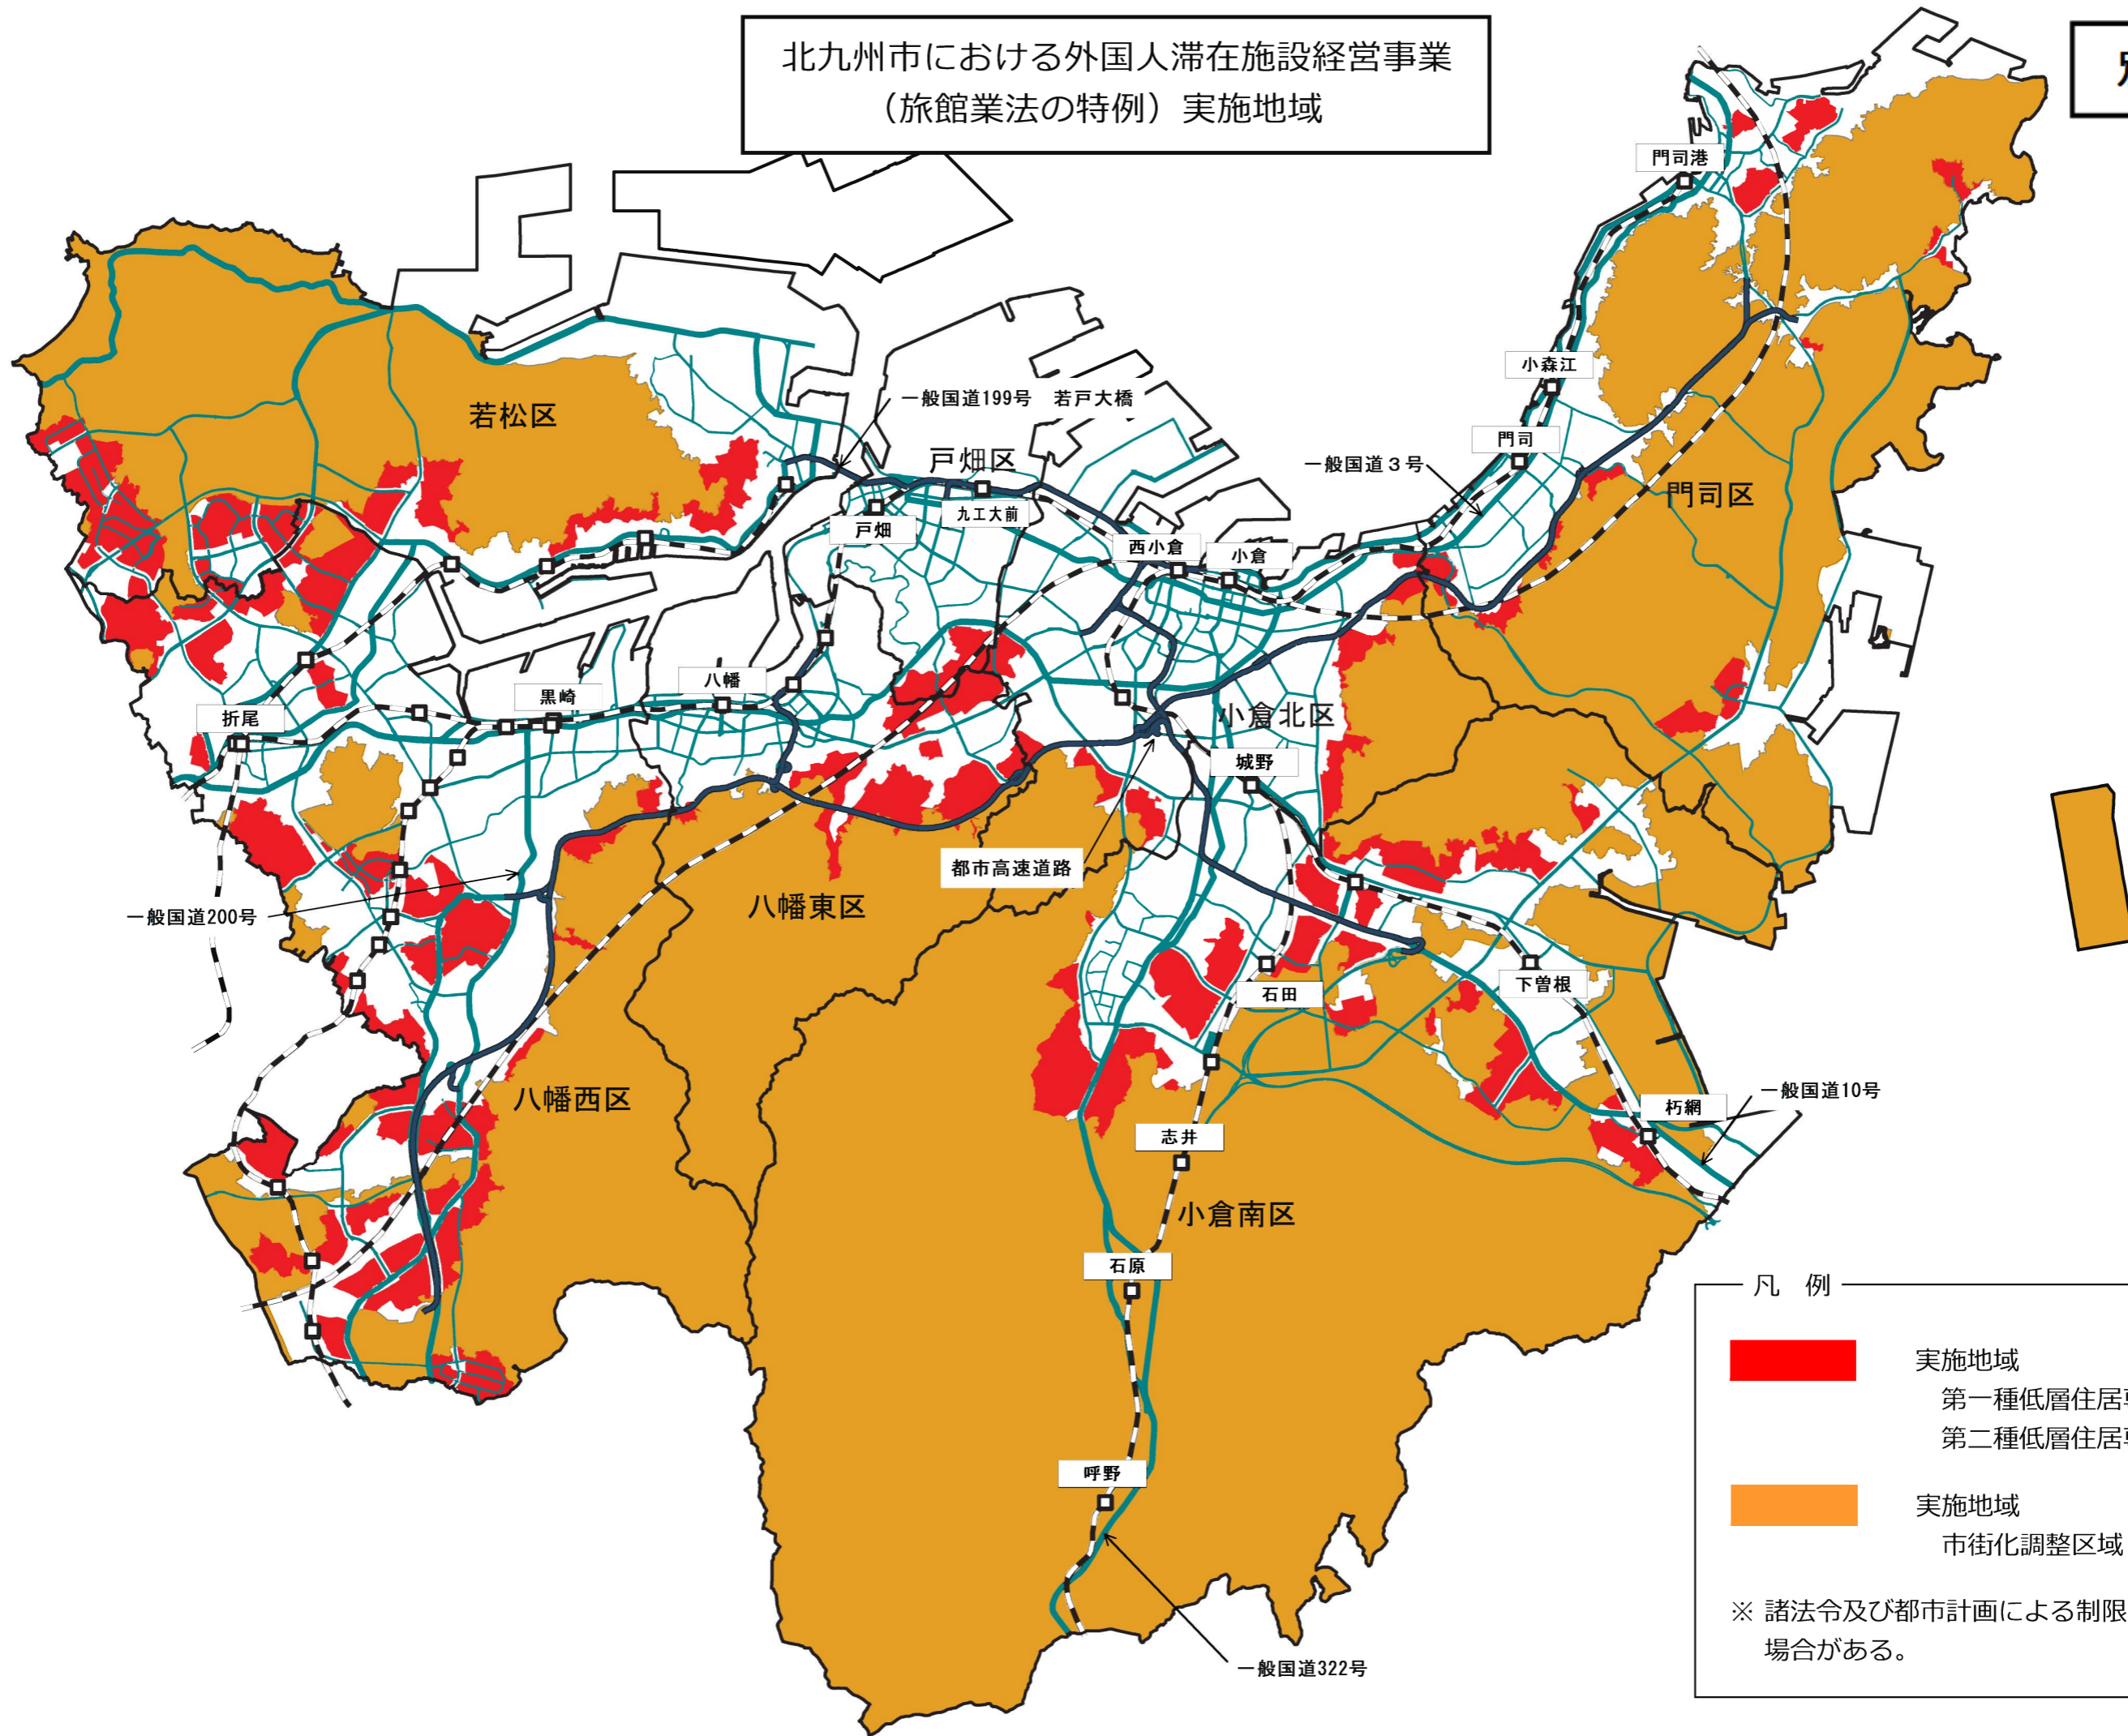 北九州市における外国人滞在施設経営事業
（旅館業法の特例）実施地域
門司港
小森江
若松区
一般国道199号　若戸大橋
門司
戸畑区
一般国道３号
門司区
九工大前
戸畑
西小倉
小倉
八幡
黒崎
折尾
小倉北区
城野
都市高速道路
八幡東区
一般国道200号
下曽根
石田
一般国道10号
八幡西区
朽網
志井
小倉南区
石原
呼野
一般国道322号
凡　例
実施地域
第一種低層住居
第二種低層住居
実施地域
市街化調整区域
※ 諸法令及び都市計画による制限
場合がある。